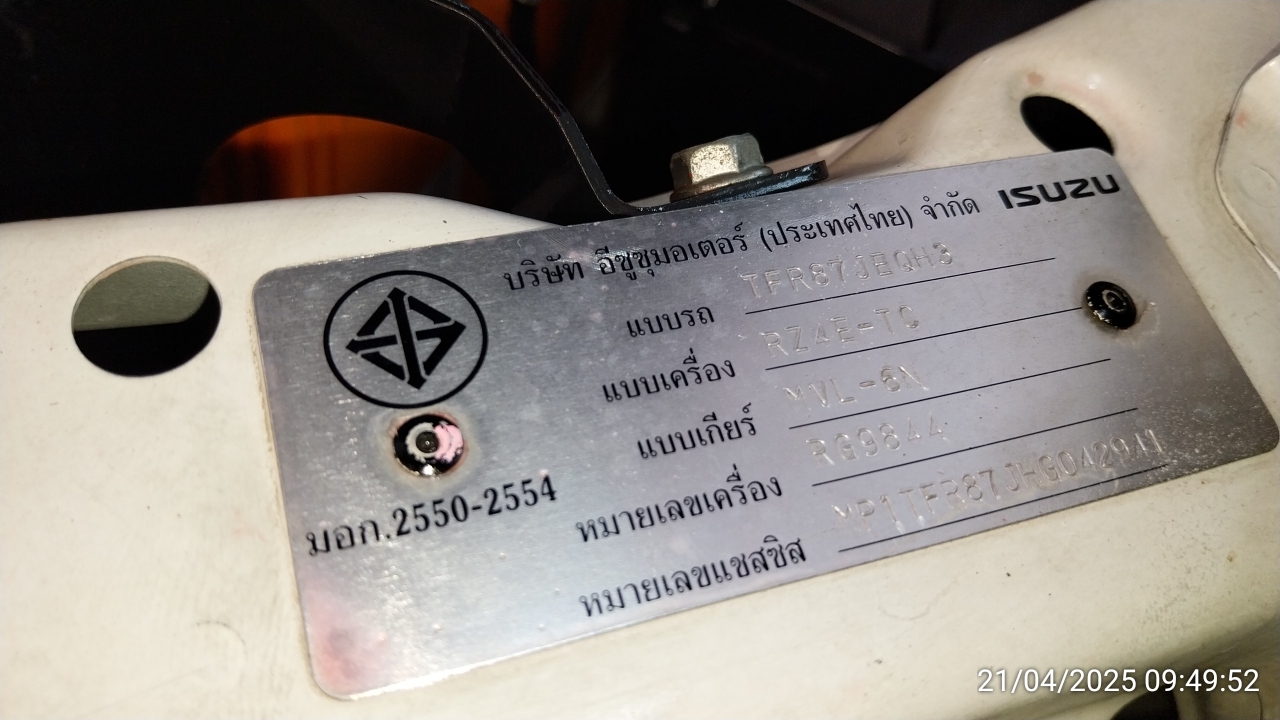 บริษัท อีซูซุมอเตอร์ (ประเทศไทย) จำกัด ISUZU
แบบรถ TFR87JEQH3
แบบเครื่อง RZ4E-TC
แบบเกียร์ MVL-6N
หมายเลขเครื่อง RG9844
หมายเลขแชสซิส
มอก.2550-2554
21/04/2025 09:49:52